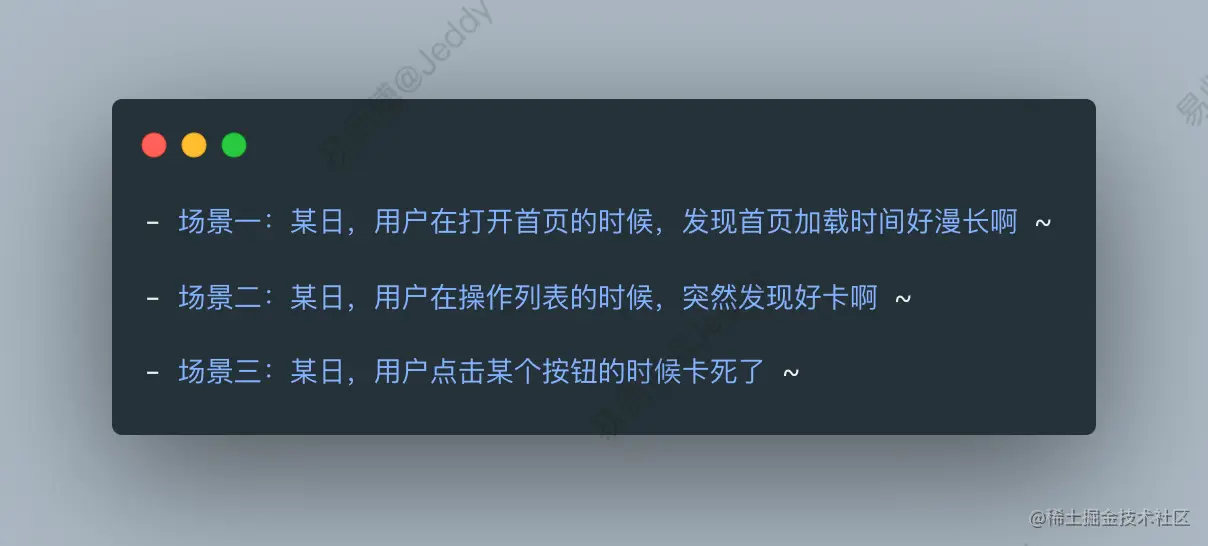 @Jeddy
- 场景一：某日，用户在打开首页的时候，发现首页加载时间好漫长啊 ~
- 场景二：某日，用户在操作列表的时候，突然发现好卡啊 ~
- 场景三：某日，用户点击某个按钮的时候卡死了 ~
@稀土掘金技术社区